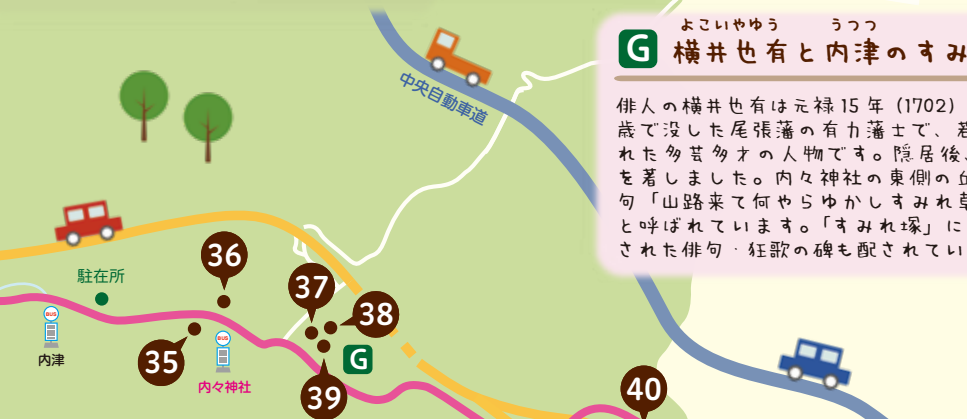 よこいやゆう うつつ
G 横井也有と内津のすみ
俳人の横井也有は元禄15年(1702)
歳で没した尾張藩の有力藩士で、若
れた多芸多才の人物です。隠居後、
を著しました。内々神社の東側の丘
句「山路来て何やらゆかしすみれ草
と呼ばれています。「すみれ塚」に
された俳句・狂歌の碑も配されてい
中央自動車道
36
駐在所
37
38
BUS
内津
35
BUS
内々神社
G
39
40